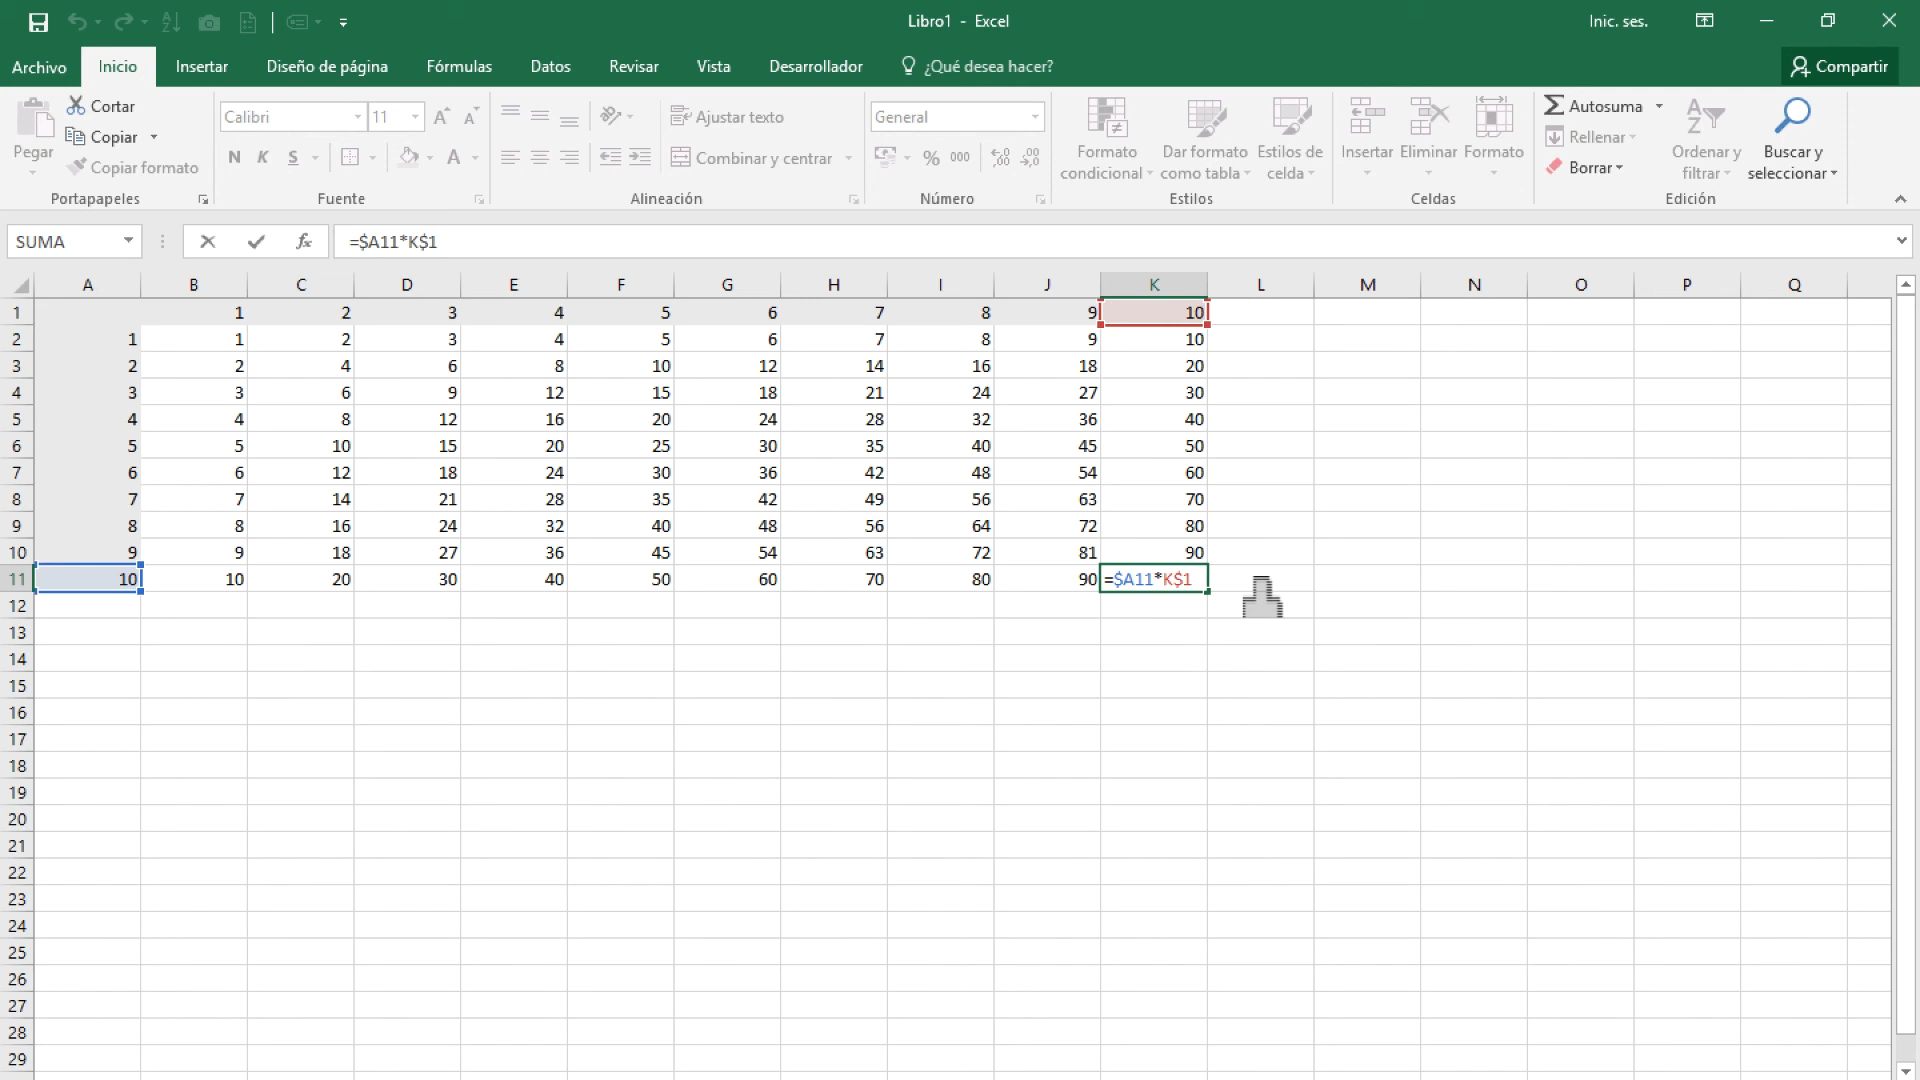 Libro1 - Excel
Inic. ses.
Archivo Inicio Insertar Diseño de página Fórmulas Datos Revisar Vista Desarrollador ¿Qué desea hacer? Compartir
Pegar
Cortar
Copiar
Copiar formato
Portapapeles
Calibri 11
N K S
Fuente
Ajustar texto
Combinar y centrar
Alineación
General
% 000
Número
Formato condicional
Dar formato como tabla
Estilos de celda
Estilos
Insertar Eliminar Formato
Celdas
Autosuma
Rellenar
Borrar
Ordenar y filtrar
Buscar y seleccionar
Edición
SUMA fx =$A11*K$1
A B C D E F G H I J K L M N O P Q
1 1 2 3 4 5 6 7 8 9 10
2 1 1 2 3 4 5 6 7 8 9 10
3 2 2 4 6 8 10 12 14 16 18 20
4 3 3 6 9 12 15 18 21 24 27 30
5 4 4 8 12 16 20 24 28 32 36 40
6 5 5 10 15 20 25 30 35 40 45 50
7 6 6 12 18 24 30 36 42 48 54 60
8 7 7 14 21 28 35 42 49 56 63 70
9 8 8 16 24 32 40 48 56 64 72 80
10 9 9 18 27 36 45 54 63 72 81 90
11 10 10 20 30 40 50 60 70 80 90 =$A11*K$1
12
13
14
15
16
17
18
19
20
21
22
23
24
25
26
27
28
29